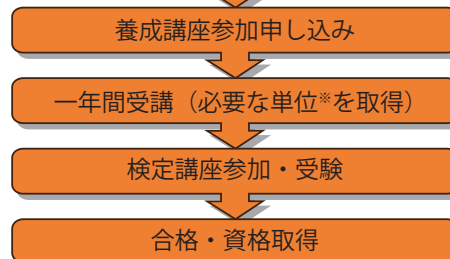 養成講座参加申し込み
一年間受講（必要な単位※を取得）
検定講座参加・受験
合格・資格取得